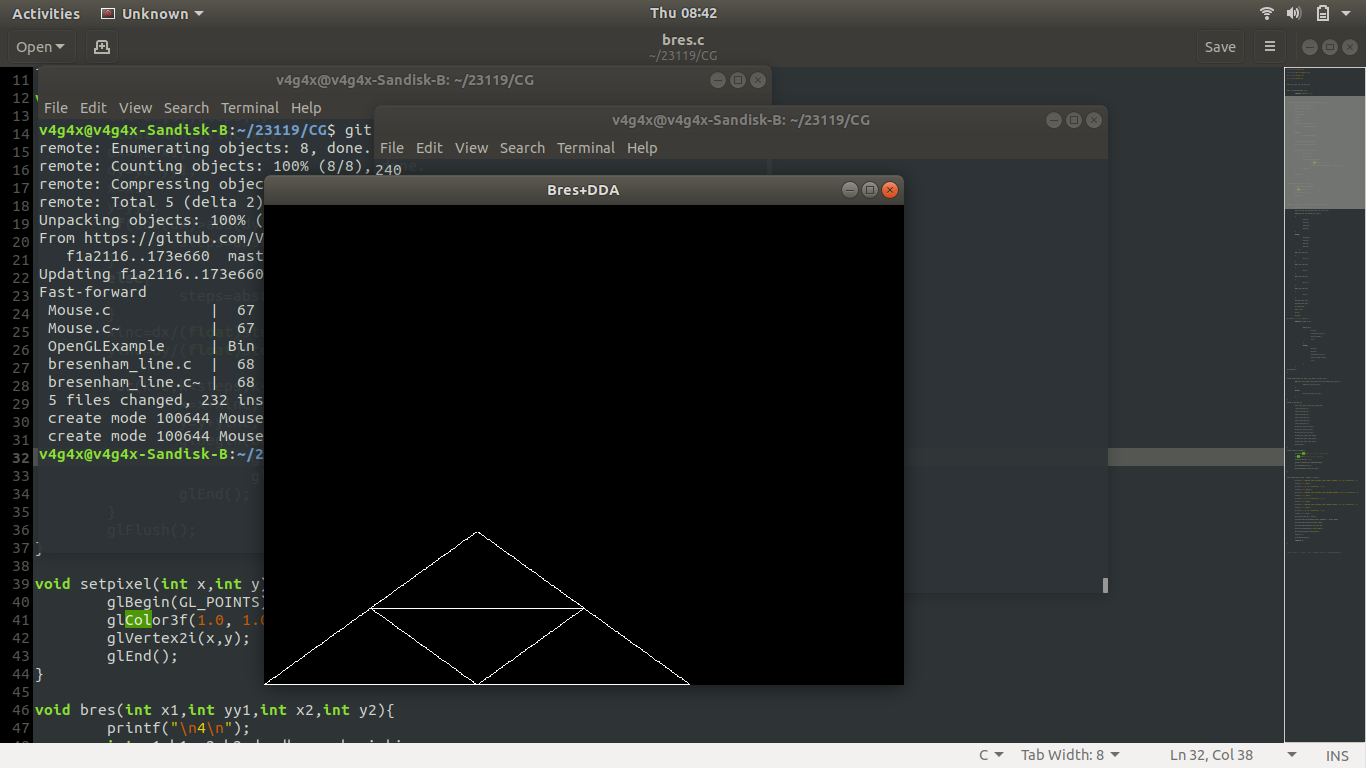 Activities Unknown Thu 08:42
Open bres.c Save
~/23119/CG
v4g4x@v4g4x-Sandisk-B: ~/23119/CG
File Edit View Search Terminal Help
v4g4x@v4g4x-Sandisk-B:~/23119/CG$ git
remote: Enumerating objects: 8, done.
remote: Counting objects: 100% (8/8),
remote: Compressing objec
remote: Total 5 (delta 2)
Unpacking objects: 100% (
From https://github.com/V
f1a2116..173e660 mast
Updating f1a2116..173e660
Fast-forward
Mouse.c | 67
Mouse.c~ | 67
OpenGLExample | Bin
bresenham_line.c | 68
bresenham_line.c~ | 68
5 files changed, 232 ins
create mode 100644 Mouse
create mode 100644 Mouse
v4g4x@v4g4x-Sandisk-B:~/2
v4g4x@v4g4x-Sandisk-B: ~/23119/CG
File Edit View Search Terminal Help
240
Bres+DDA
11
12
13
14
15
16
17
18
19
20
21
22
23 steps=abs
24
25
26
27
28
29
30
31
32
33
34 glEnd();
35 }
36 glFlush();
37 }
38
39 void setpixel(int x,int y)
40 glBegin(GL_POINTS)
41 glColor3f(1.0, 1.0
42 glVertex2i(x,y);
43 glEnd();
44 }
45
46 void bres(int x1,int yy1,int x2,int y2){
47 printf("\n4\n");
C Tab Width: 8 Ln 32, Col 38 INS